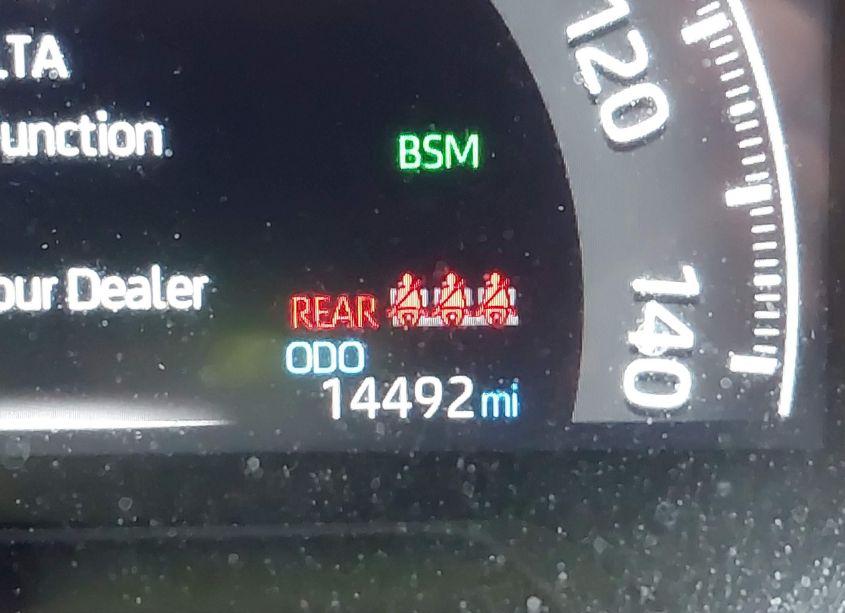 LTA
unction
BSM
our Dealer
REAR
ODO
14492 mi
120
140